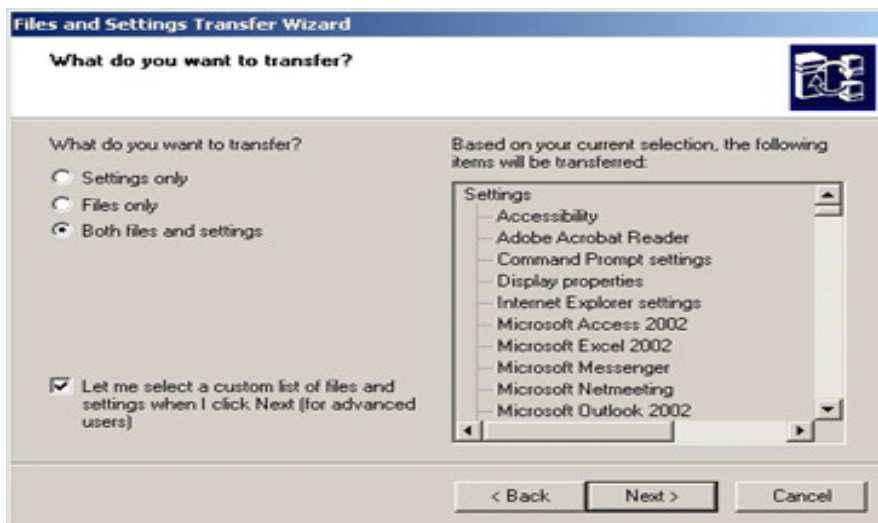 Files and Settings Transfer Wizard
What do you want to transfer?
What do you want to transfer?
Settings only
Files only
Both files and settings
Let me select a custom list of files and
settings when I click Next (for advanced
users)
Based on your current selection, the following
items will be transferred:
Settings
Accessibility
Adobe Acrobat Reader
Command Prompt settings
Display properties
Internet Explorer settings
Microsoft Access 2002
Microsoft Excel 2002
Microsoft Messenger
Microsoft Netmeeting
Microsoft Outlook 2002
< Back
Next >
Cancel